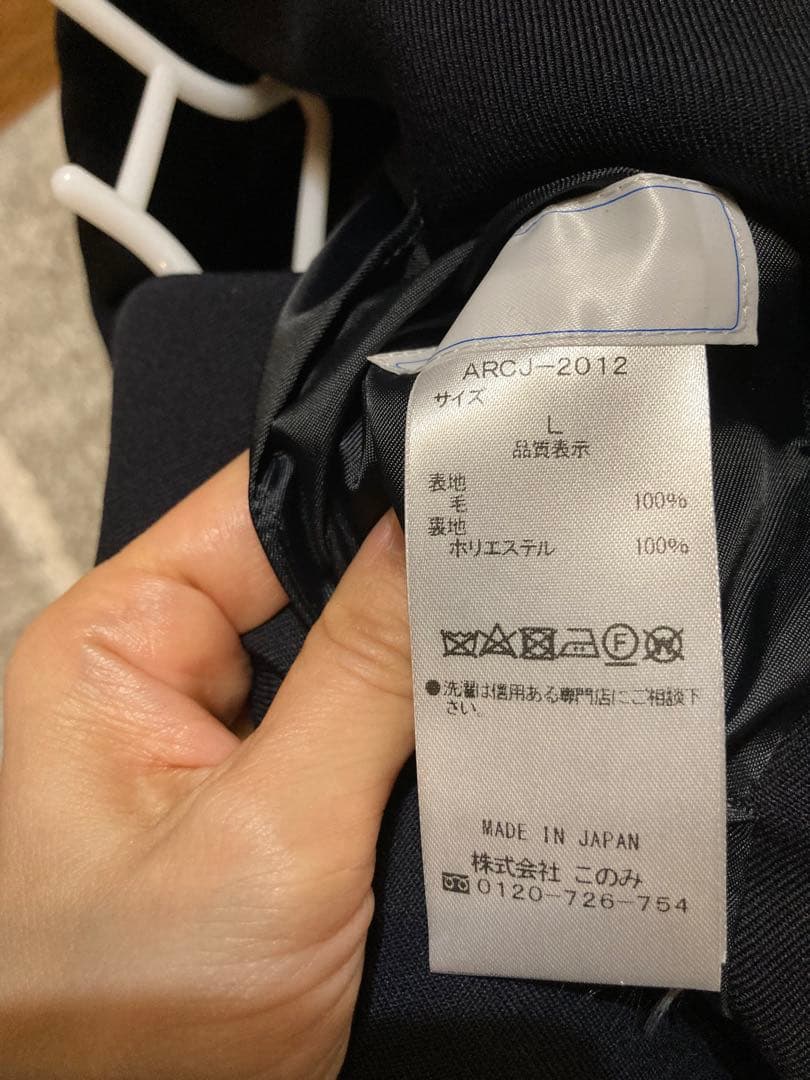 ARCJ-2012
サイズ
L
品質表示
表地
毛 100%
裏地
ポリエステル 100%
F W
●洗濯は信用ある専門店にご相談下
さい。
MADE IN JAPAN
株式会社 このみ
0120-726-754